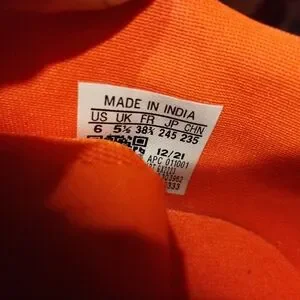 MADE IN INDIA
US UK FR JP CHN
6 5½ 38⅔ 245 235
12/21
APC 011001